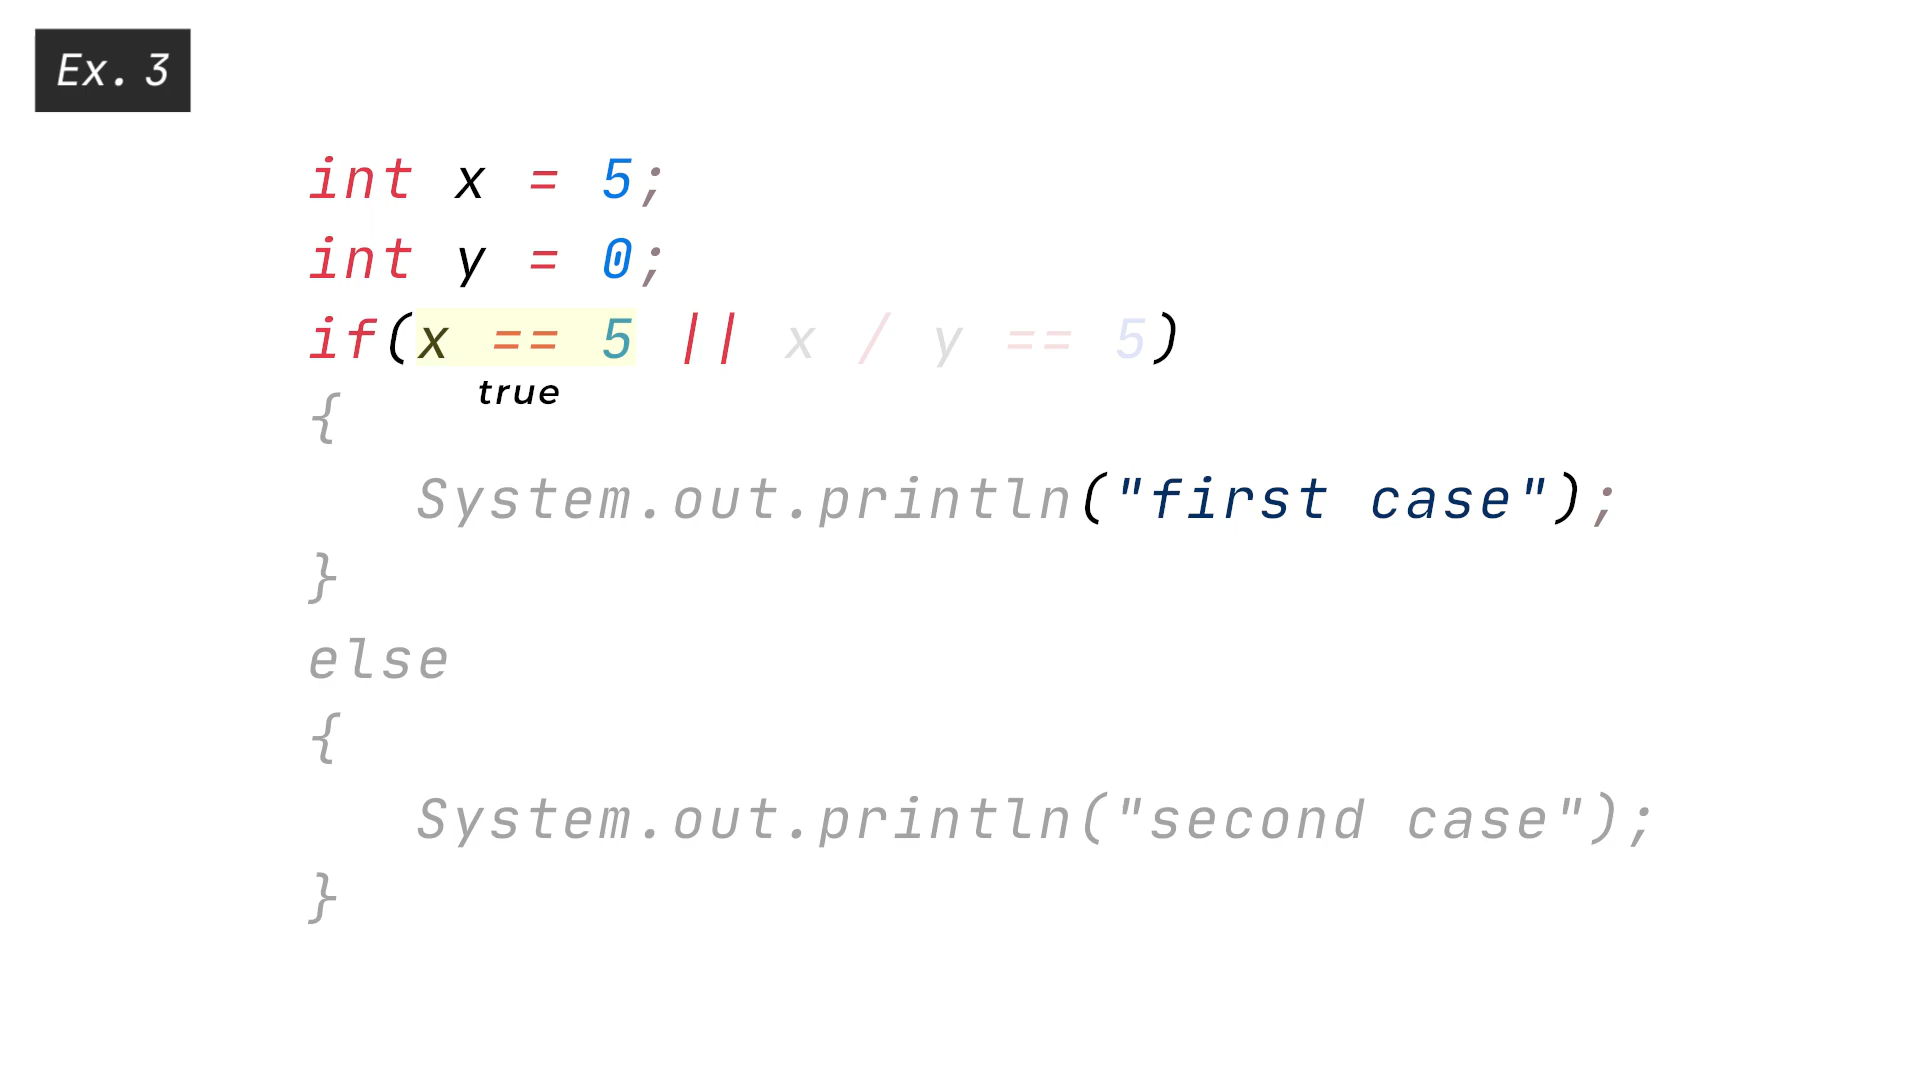 Ex. 3
int x = 5;
int y = 0;
if(x == 5 || x / y == 5)
true
{
System.out.println("first case");
}
else
{
System.out.println("second case");
}